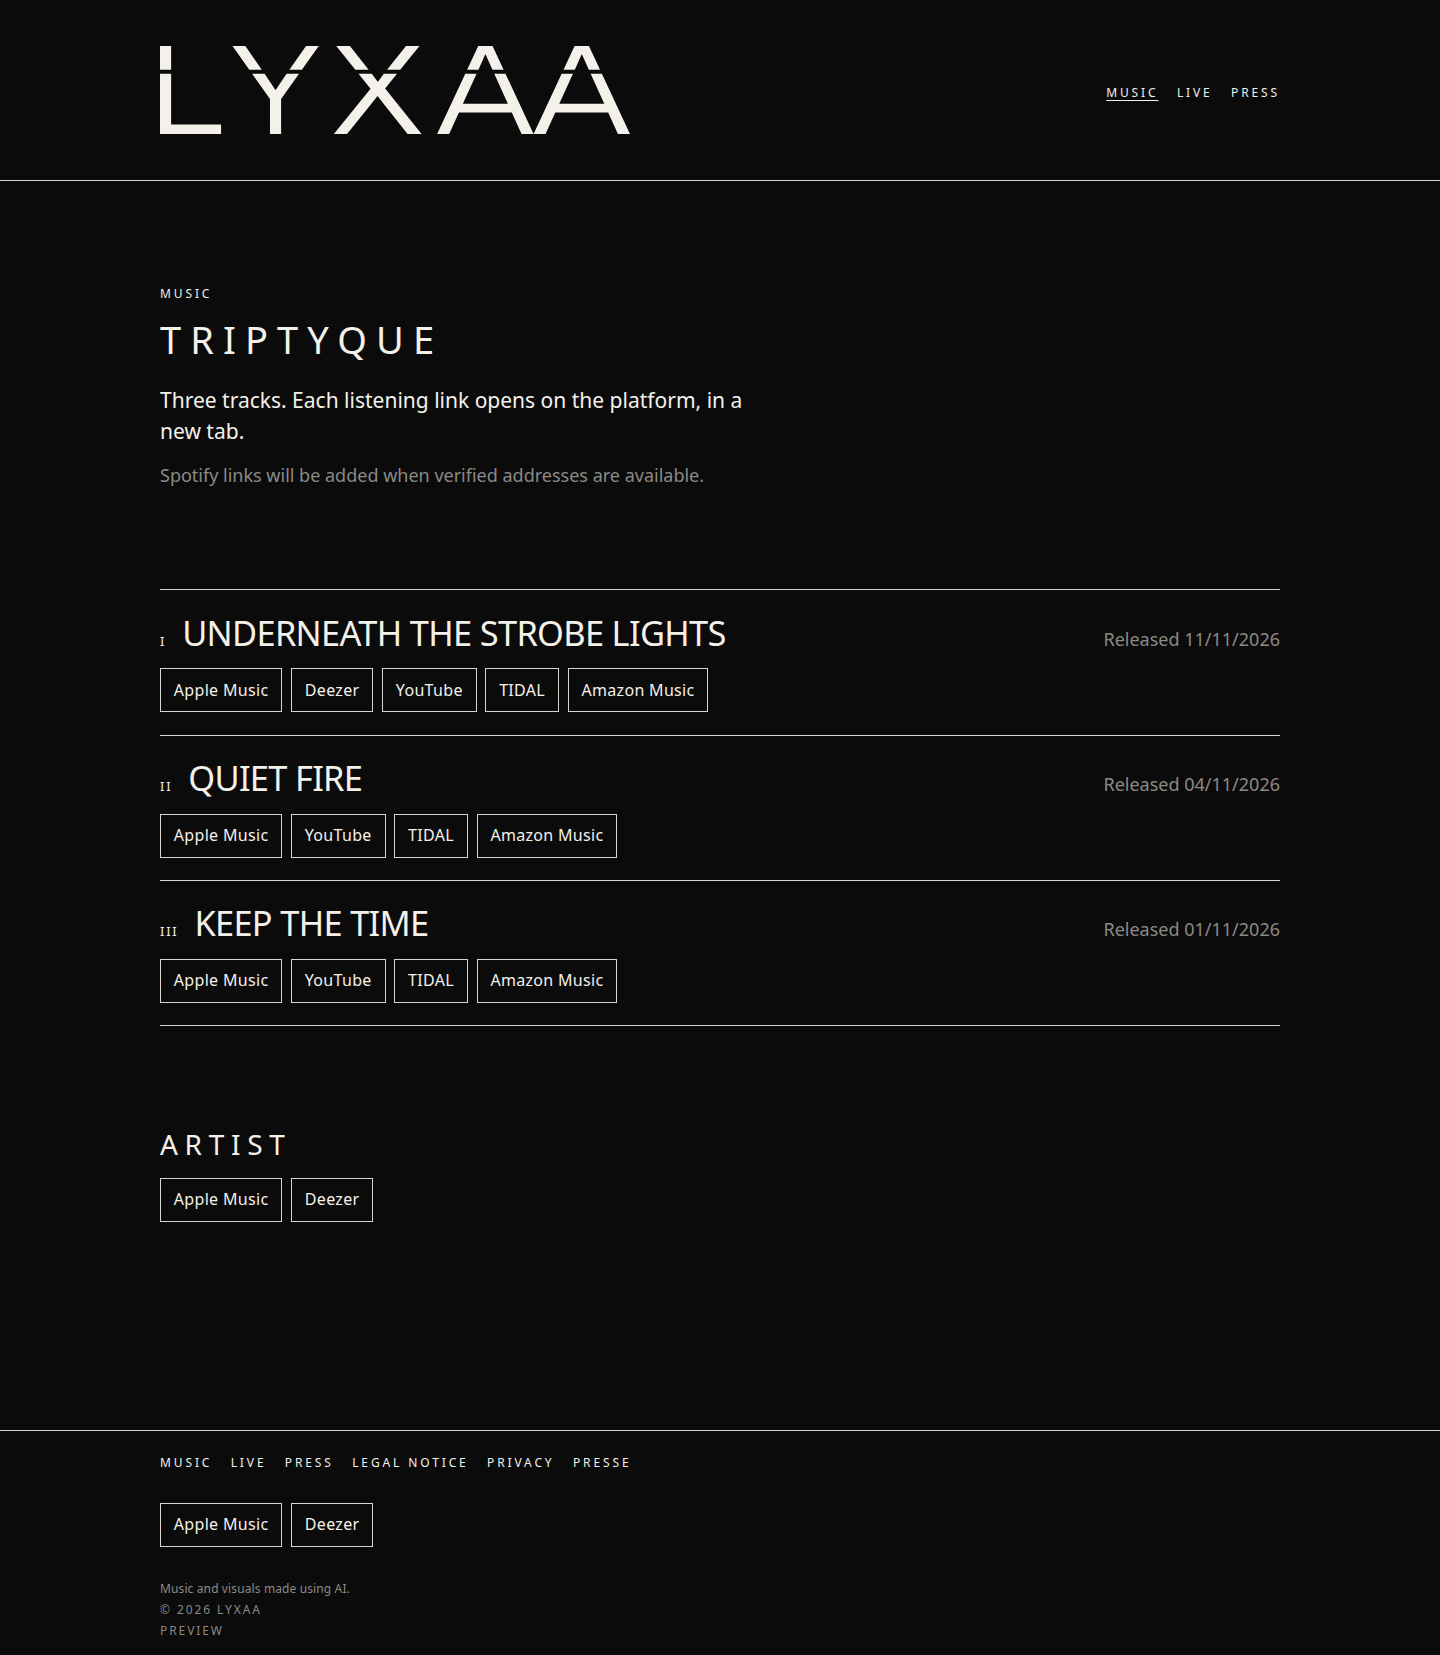 LYXAA
MUSIC LIVE PRESS
MUSIC
TRIPTYQUE
Three tracks. Each listening link opens on the platform, in a
new tab.
Spotify links will be added when verified addresses are available.
I UNDERNEATH THE STROBE LIGHTS Released 11/11/2026
Apple Music Deezer YouTube TIDAL Amazon Music
II QUIET FIRE Released 04/11/2026
Apple Music YouTube TIDAL Amazon Music
III KEEP THE TIME Released 01/11/2026
Apple Music YouTube TIDAL Amazon Music
ARTIST
Apple Music Deezer
MUSIC LIVE PRESS LEGAL NOTICE PRIVACY PRESSE
Apple Music Deezer
Music and visuals made using AI.
© 2026 LYXAA
PREVIEW